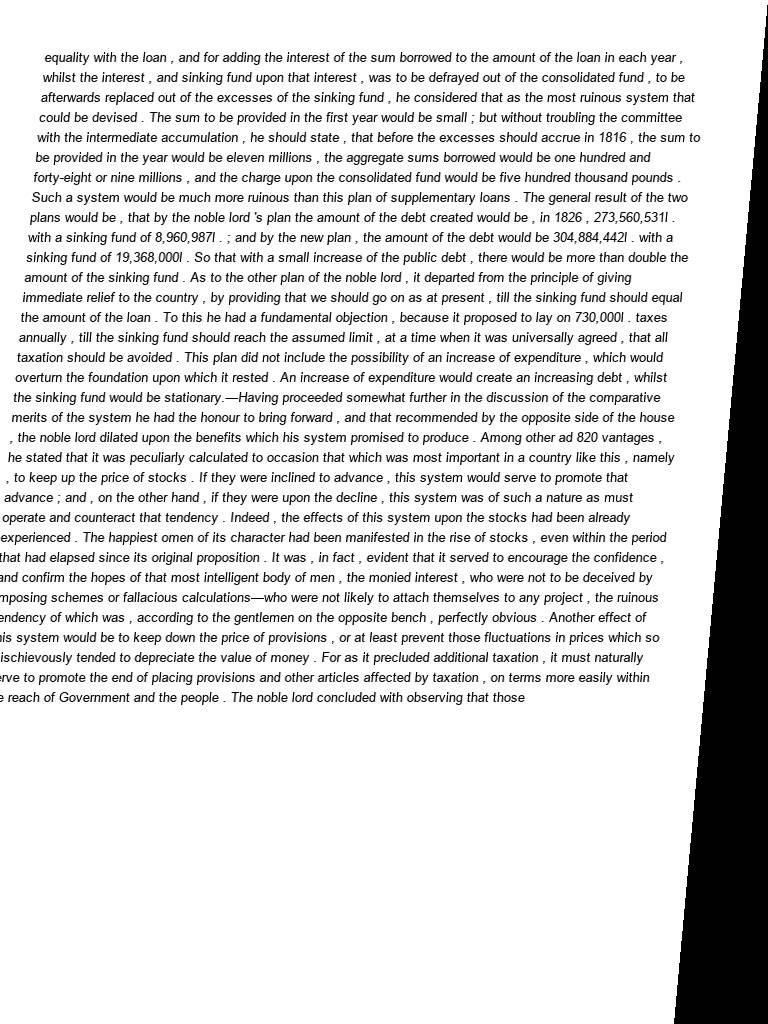 equality with the loan , and for adding the interest of the sum borrowed to the amount of the loan in each year ,
whilst the interest , and sinking fund upon that interest , was to be defrayed out of the consolidated fund , to be
afterwards replaced out of the excesses of the sinking fund , he considered that as the most ruinous system that
could be devised . The sum to be provided in the first year would be small ; but without troubling the committee
with the intermediate accumulation , he should state , that before the excesses should accrue in 1816 , the sum to
be provided in the year would be eleven millions , the aggregate sums borrowed would be one hundred and
forty-eight or nine millions , and the charge upon the consolidated fund would be five hundred thousand pounds .
Such a system would be much more ruinous than this plan of supplementary loans . The general result of the two
plans would be , that by the noble lord 's plan the amount of the debt created would be , in 1826 , 273,560,531l .
with a sinking fund of 8,960,987l . ; and by the new plan , the amount of the debt would be 304,884,442l . with a
sinking fund of 19,368,000l . So that with a small increase of the public debt , there would be more than double the
amount of the sinking fund . As to the other plan of the noble lord , it departed from the principle of giving
immediate relief to the country , by providing that we should go on as at present , till the sinking fund should equal
the amount of the loan . To this he had a fundamental objection , because it proposed to lay on 730,000l . taxes
annually , till the sinking fund should reach the assumed limit , at a time when it was universally agreed , that all
taxation should be avoided . This plan did not include the possibility of an increase of expenditure , which would
overturn the foundation upon which it rested . An increase of expenditure would create an increasing debt , whilst
the sinking fund would be stationary.—Having proceeded somewhat further in the discussion of the comparative
merits of the system he had the honour to bring forward , and that recommended by the opposite side of the house
, the noble lord dilated upon the benefits which his system promised to produce . Among other ad 820 vantages ,
he stated that it was peculiarly calculated to occasion that which was most important in a country like this , namely
, to keep up the price of stocks . If they were inclined to advance , this system would serve to promote that
advance ; and , on the other hand , if they were upon the decline , this system was of such a nature as must
operate and counteract that tendency . Indeed , the effects of this system upon the stocks had been already
experienced . The happiest omen of its character had been manifested in the rise of stocks , even within the period
that had elapsed since its original proposition . It was , in fact , evident that it served to encourage the confidence ,
and confirm the hopes of that most intelligent body of men , the monied interest , who were not to be deceived by
mposing schemes or fallacious calculations—who were not likely to attach themselves to any project , the ruinous
endency of which was , according to the gentlemen on the opposite bench , perfectly obvious . Another effect of
his system would be to keep down the price of provisions , or at least prevent those fluctuations in prices which so
ischievously tended to depreciate the value of money . For as it precluded additional taxation , it must naturally
erve to promote the end of placing provisions and other articles affected by taxation , on terms more easily within
e reach of Government and the people . The noble lord concluded with observing that those